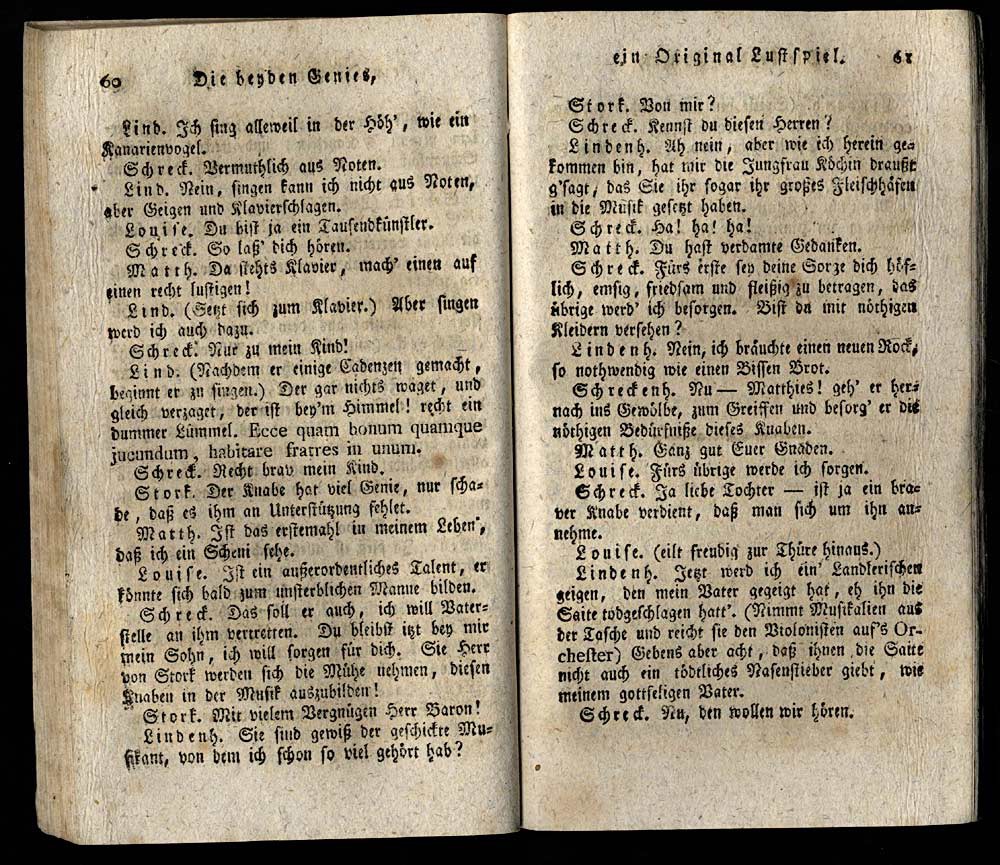 60 Die beyden Genies,
Lind. Ich sing alleweil in der Höh', wie ein
Kanarienvogel.
Schreck. Vermuthlich aus Noten.
Lind. Nein, singen kann ich nicht aus Noten,
aber Geigen und Klavierschlagen.
Louise. Du bist ja ein Tausendkünstler.
Schreck. So laß' dich hören.
Matth. Da stehts Klavier, mach' einen auf
einen recht lustigen!
Lind. (Setzt sich zum Klavier.) Aber singen
werd ich auch dazu.
Schreck. Nur zu mein Kind!
Lind. (Nachdem er einige Cadenzen gemacht,
beginnt er zu singen.) Der gar nichts waget, und
gleich verzaget, der ist bey'm Himmel! recht ein
dummer Lümmel. Ecce quam bonum quamque
jucundum, habitare fratres in unum.
Schreck. Recht brav mein Kind.
Stork. Der Knabe hat viel Genie, nur scha-
de, daß es ihm an Unterstützung fehlet.
Matth. Ist das erstemahl in meinem Leben,
daß ich ein Scheni sehe.
Louise. Ist ein außerordentliches Talent, er
könnte sich bald zum unsterblichen Manne bilden.
Schreck. Das soll er auch, ich will Vater-
stelle an ihm vertretten. Du bleibst itzt bey mir
mein Sohn, ich will sorgen für dich. Sie Herr
von Stork werden sich die Mühe nehmen, diesen
Knaben in der Musik auszubilden!
Stork. Mit vielem Vergnügen Herr Baron!
Lindenh. Sie sind gewiß der geschickte Mu-
sikant, von dem ich schon so viel gehört hab?
ein Original Lustspiel. 61
Stork. Von mir?
Schreck. Kennst du diesen Herren?
Lindenh. Ah nein, aber wie ich herein ge-
kommen bin, hat mir die Jungfrau Köchin draußt
g'sagt, das Sie ihr sogar ihr großes Fleischhäfen
in die Musik gesetzt haben.
Schreck. Ha! ha! ha!
Matth. Du hast verdamte Gedanken.
Schreck. Fürs erste sey deine Sorge dich höf-
lich, emsig, friedsam und fleißig zu betragen, das
übrige werd' ich besorgen. Bist du mit nöthigen
Kleidern versehen?
Lindenh. Nein, ich bräuchte einen neuen Rock,
so nothwendig wie einen Bissen Brot.
Schreckenh. Nu — Matthies! geh' er her-
nach ins Gewölbe, zum Greiffen und besorg' er die
nöthigen Bedürfniße dieses Knaben.
Matth. Gänz gut Euer Gnaden.
Louise. Fürs übrige werde ich sorgen.
Schreck. Ja liebe Tochter — ist ja ein bra-
ver Knabe verdient, daß man sich um ihn an-
nehme.
Louise. (eilt freudig zur Thüre hinaus.)
Lindenh. Jetzt werd ich ein' Landlerischen
geigen, den mein Vater gegeigt hat, eh ihn die
Saite todgeschlagen hatt'. (Nimmt Musikalien aus
der Tasche und reicht sie den Violonisten auf's Or-
chester) Gebens aber acht, daß ihnen die Saite
nicht auch ein tödtliches Nasenstieber giebt, wie
meinem gottseligen Vater.
Schreck. Nu, den wollen wir hören.